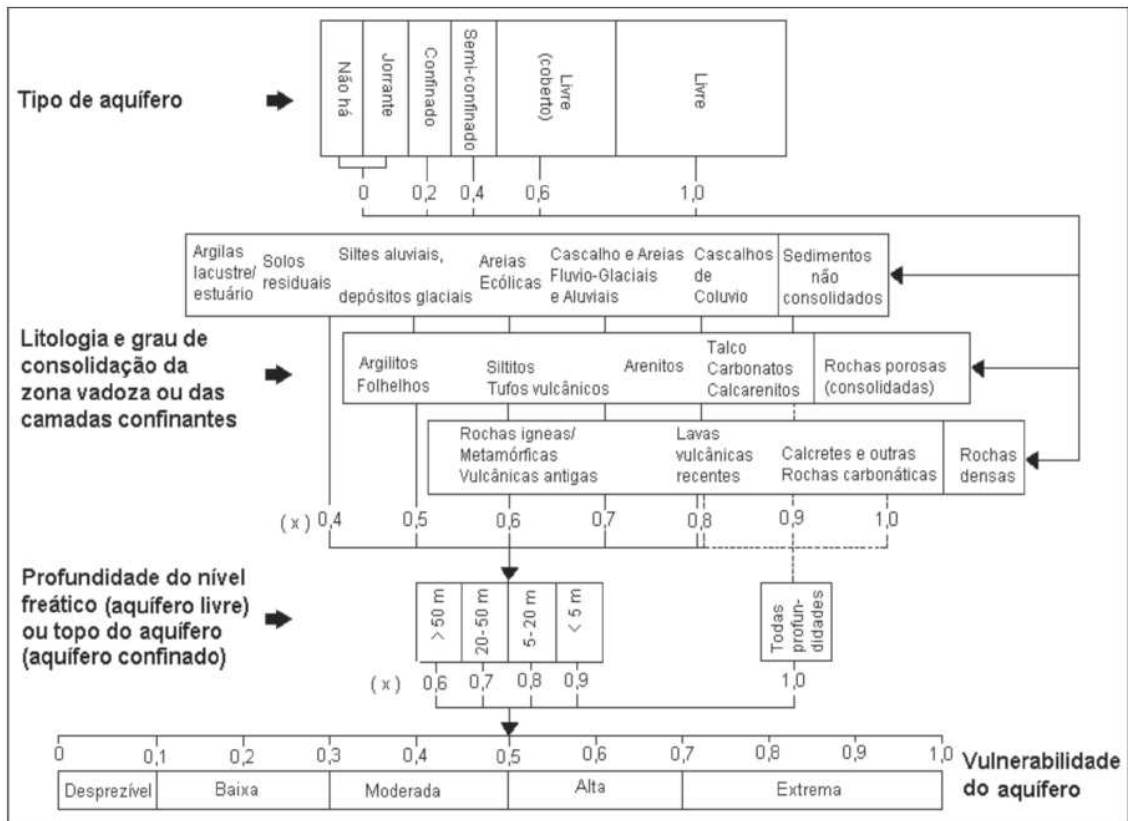 Tipo de aquífero
Não há
Jorrante
Confinado
Semi-confinado
Livre
(coberto)
Livre
0 0,2 0,4 0,6 1,0
Argilas
lacustre/
estuário
Solos
residuais
Siltes aluviais,
depósitos glaciais
Areias
Ecólicas
Cascalho e Areias
Fluvio-Glaciais
e Aluviais
Cascalhos
de
Coluvio
Sedimentos
não
consolidados
Litologia e grau de
consolidação da
zona vadoza ou das
camadas confinantes
Argilitos
Folhelhos
Siltitos
Tufos vulcânicos
Arenitos
Talco
Carbonatos
Calcarenitos
Rochas porosas
(consolidadas)
Rochas igneas/
Metamórficas
Vulcânicas antigas
Lavas
vulcânicas
recentes
Calcretes e outras
Rochas carbonáticas
Rochas
densas
(x) 0,4 0,5 0,6 0,7 0,8 0,9 1,0
Profundidade do nível
freático (aquífero livre)
ou topo do aquífero
(aquífero confinado)
> 50 m
20-50 m
5-20 m
< 5 m
Todas
profun-
didades
(x) 0,6 0,7 0,8 0,9 1,0
0 0,1 0,2 0,3 0,4 0,5 0,6 0,7 0,8 0,9 1,0
Desprezível Baixa Moderada Alta Extrema
Vulnerabilidade
do aquífero